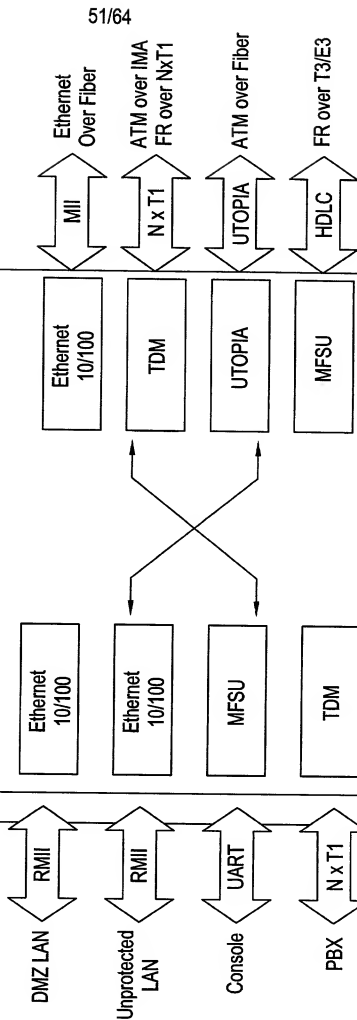 51/64
DMZ LAN
RMII
Ethernet
10/100
Unprotected
LAN
RMII
Ethernet
10/100
Console
UART
MFSU
PBX
N x T1
TDM
Ethernet
10/100
MII
Ethernet
Over Fiber
TDM
N x T1
ATM over IMA
FR over NxT1
UTOPIA
UTOPIA
ATM over Fiber
MFSU
HDLC
FR over T3/E3